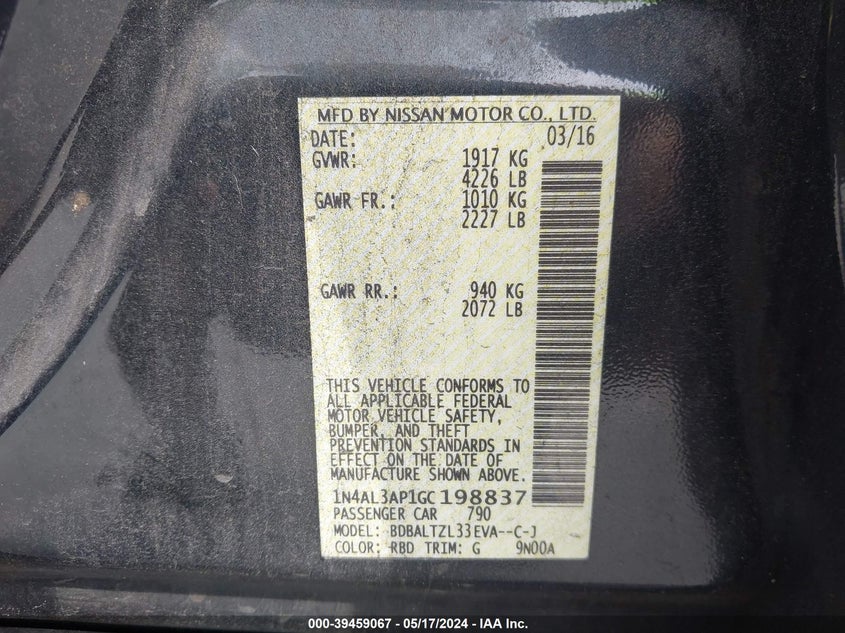 MFD BY NISSAN MOTOR CO., LTD.
DATE: 03/16
GVWR: 1917 KG
4226 LB
GAWR FR.: 1010 KG
2227 LB
GAWR RR.: 940 KG
2072 LB
THIS VEHICLE CONFORMS TO
ALL APPLICABLE FEDERAL
MOTOR VEHICLE SAFETY,
BUMPER, AND THEFT
PREVENTION STANDARDS IN
EFFECT ON THE DATE OF
MANUFACTURE SHOWN ABOVE.
1N4AL3AP1GC198837
PASSENGER CAR 790
MODEL: BDBALTZL33EVA--C-J
COLOR: RBD TRIM: G 9N00A
000-39459067 / 05/17/2024 - IAA Inc.